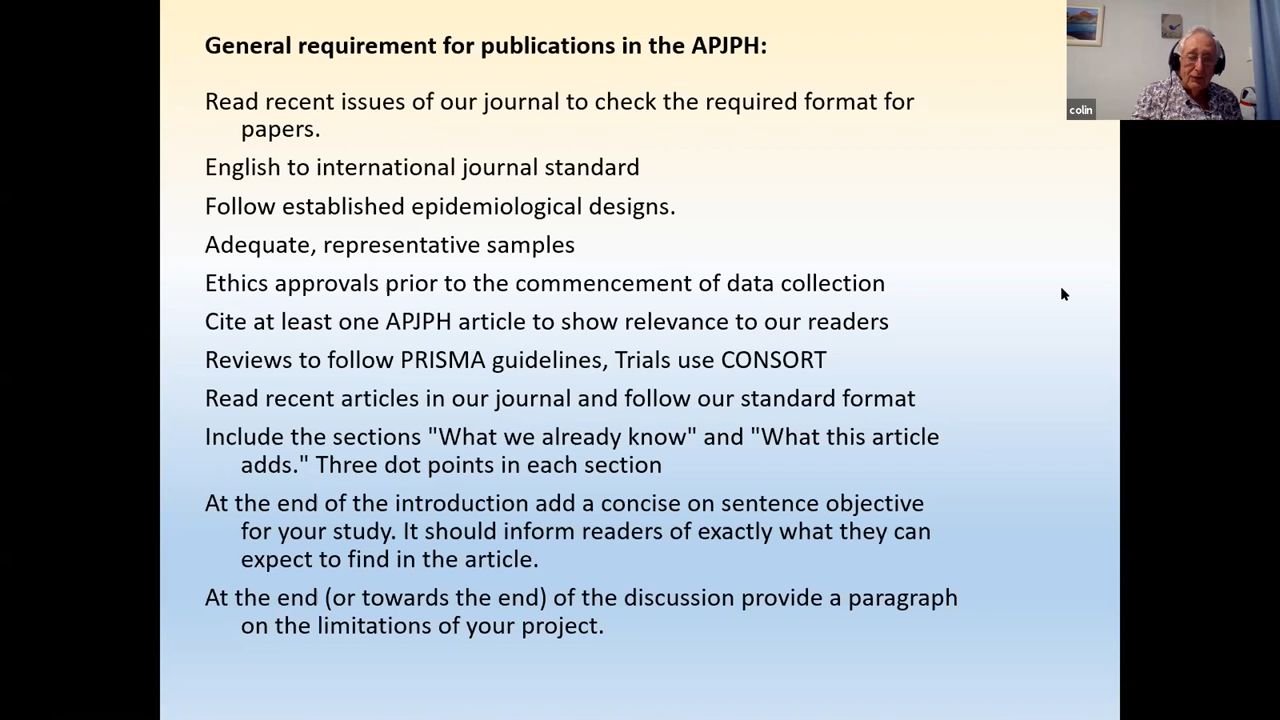 General requirement for publications in the APJPH:
Read recent issues of our journal to check the required format for
papers.
English to international journal standard
Follow established epidemiological designs.
Adequate, representative samples
Ethics approvals prior to the commencement of data collection
Cite at least one APJPH article to show relevance to our readers
Reviews to follow PRISMA guidelines, Trials use CONSORT
Read recent articles in our journal and follow our standard format
Include the sections "What we already know" and "What this article
adds." Three dot points in each section
At the end of the introduction add a concise on sentence objective
for your study. It should inform readers of exactly what they can
expect to find in the article.
At the end (or towards the end) of the discussion provide a paragraph
on the limitations of your project.
colin